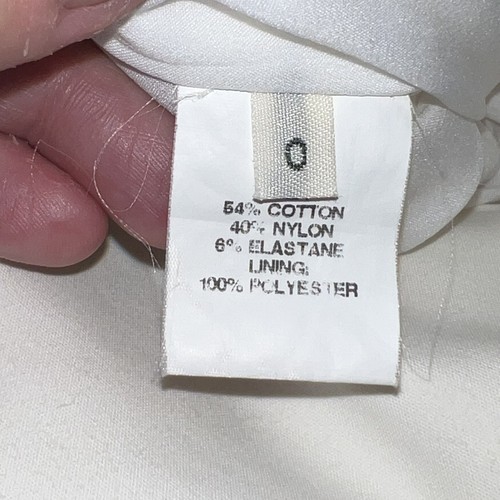 0
54% COTTON
40% NYLON
6% ELASTANE
LINING:
100% POLYESTER